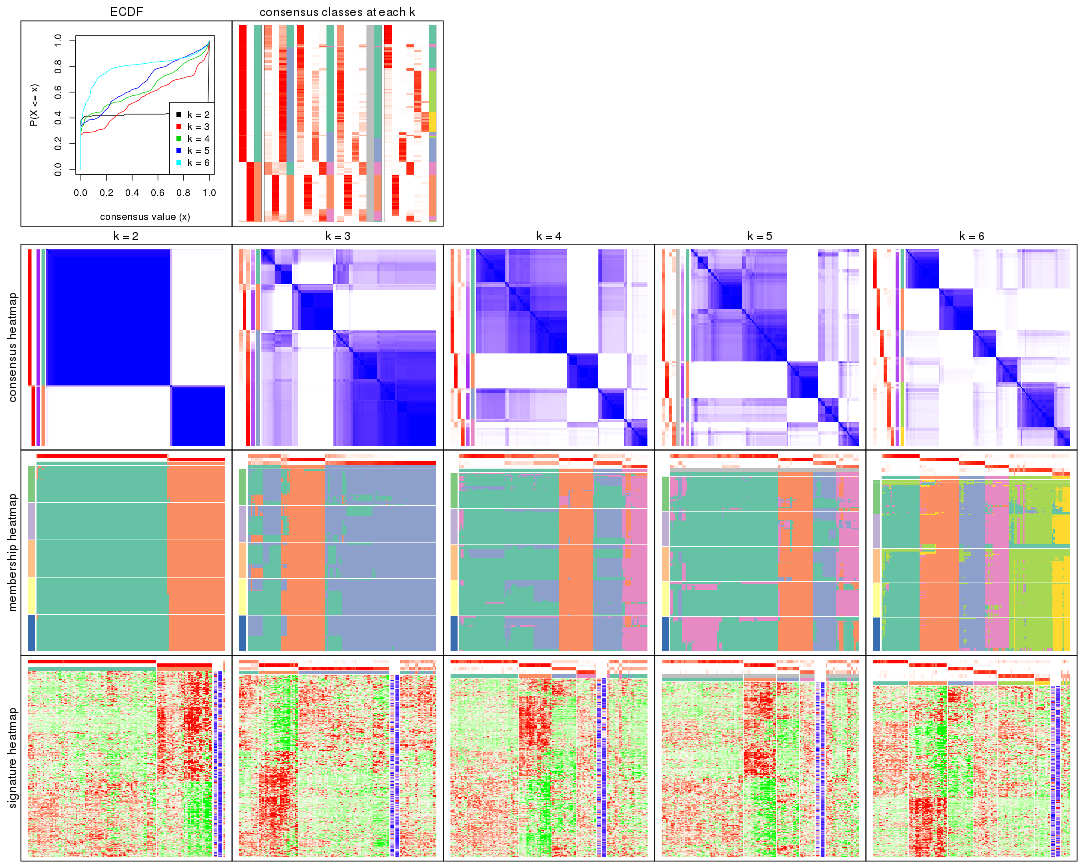 ECDF
consensus classes at each k
P(X <= x)
0.0 0.2 0.4 0.6 0.8 1.0
k = 2
k = 3
k = 4
k = 5
k = 6
0.0 0.2 0.4 0.6 0.8 1.0
consensus value (x)
k = 2 k = 3 k = 4 k = 5 k = 6
consensus heatmap
membership heatmap
signature heatmap